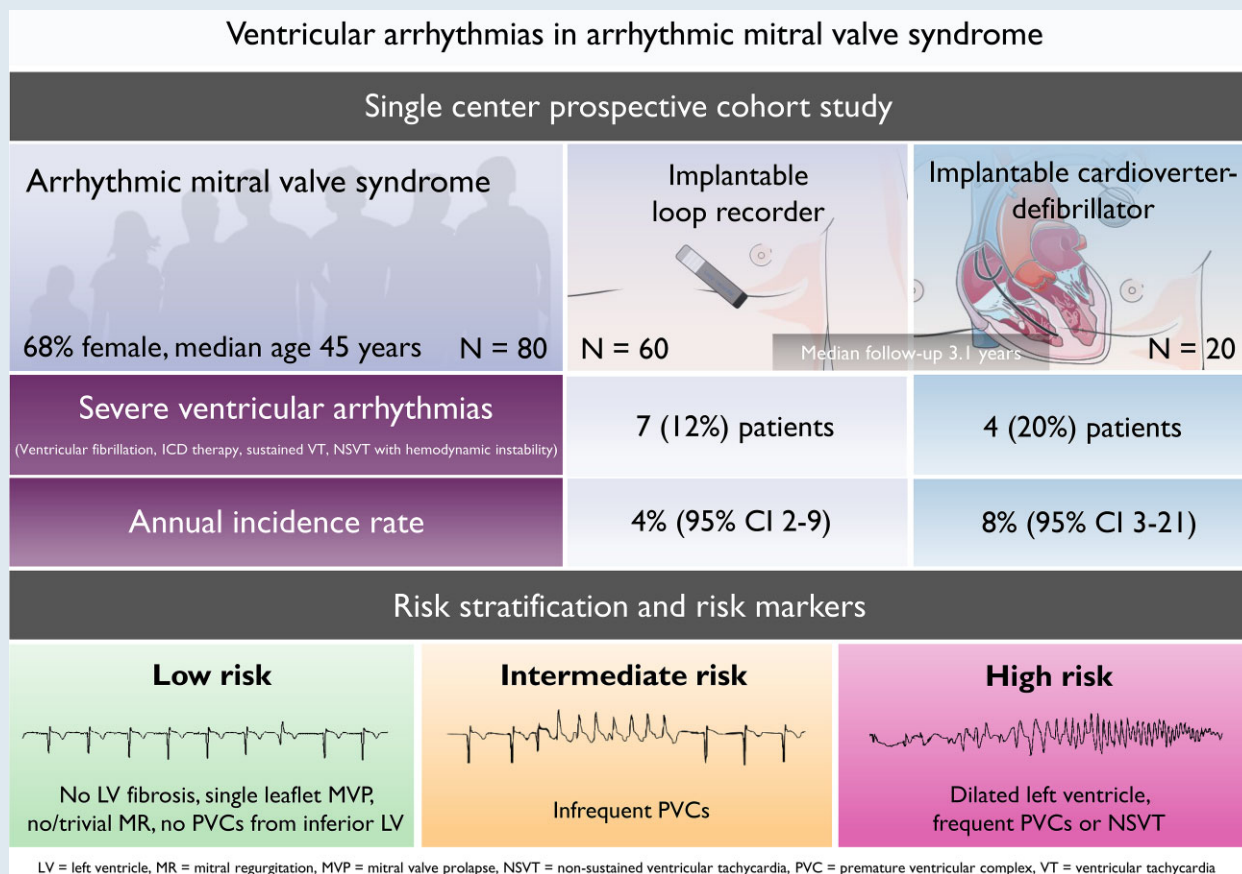 Ventricular arrhythmias in arrhythmic mitral valve syndrome
Single center prospective cohort study
Arrhythmic mitral valve syndrome
68% female, median age 45 years N = 80
Implantable
loop recorder
N = 60
Implantable cardioverter-
defibrillator
N = 20
Median follow-up 3.1 years
Severe ventricular arrhythmias
(Ventricular fibrillation, ICD therapy, sustained VT, NSVT with hemodynamic instability)
7 (12%) patients
4 (20%) patients
Annual incidence rate
4% (95% CI 2-9)
8% (95% CI 3-21)
Risk stratification and risk markers
Low risk
No LV fibrosis, single leaflet MVP,
no/trivial MR, no PVCs from inferior LV
Intermediate risk
Infrequent PVCs
High risk
Dilated left ventricle,
frequent PVCs or NSVT
LV = left ventricle, MR = mitral regurgitation, MVP = mitral valve prolapse, NSVT = non-sustained ventricular tachycardia, PVC = premature ventricular complex, VT = ventricular tachycardia